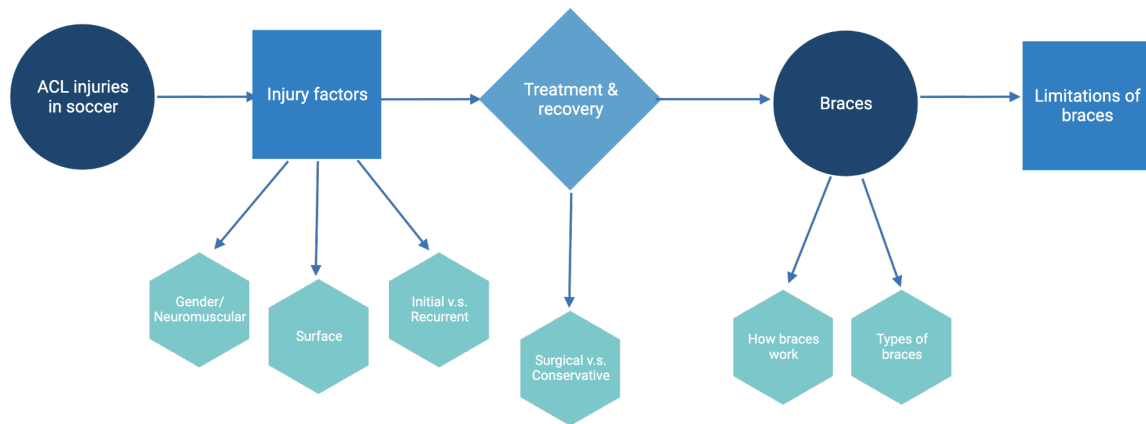 ACL injuries
in soccer
Injury factors
Treatment &
recovery
Braces
Limitations of
braces
Gender/
Neuromuscular
Surface
Initial v.s.
Recurrent
Surgical v.s.
Conservative
How braces
work
Types of
braces